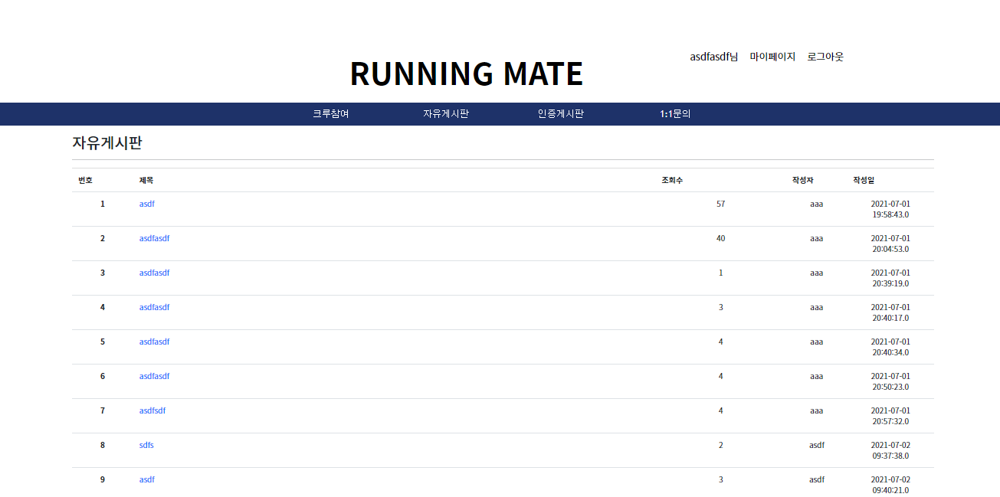 asdfasdf님 마이페이지 로그아웃
RUNNING MATE
크루참여 자유게시판 인증게시판 1:1문의
자유게시판
번호 제목 조회수 작성자 작성일
1 asdf 57 aaa 2021-07-01
19:58:43.0
2 asdfasdf 40 aaa 2021-07-01
20:04:53.0
3 asdfasdf 1 aaa 2021-07-01
20:39:19.0
4 asdfasdf 3 aaa 2021-07-01
20:40:17.0
5 asdfasdf 4 aaa 2021-07-01
20:40:34.0
6 asdfasdf 4 aaa 2021-07-01
20:50:23.0
7 asdfsdf 4 aaa 2021-07-01
20:57:32.0
8 sdfs 2 asdf 2021-07-02
09:37:38.0
9 asdf 3 asdf 2021-07-02
09:40:21.0